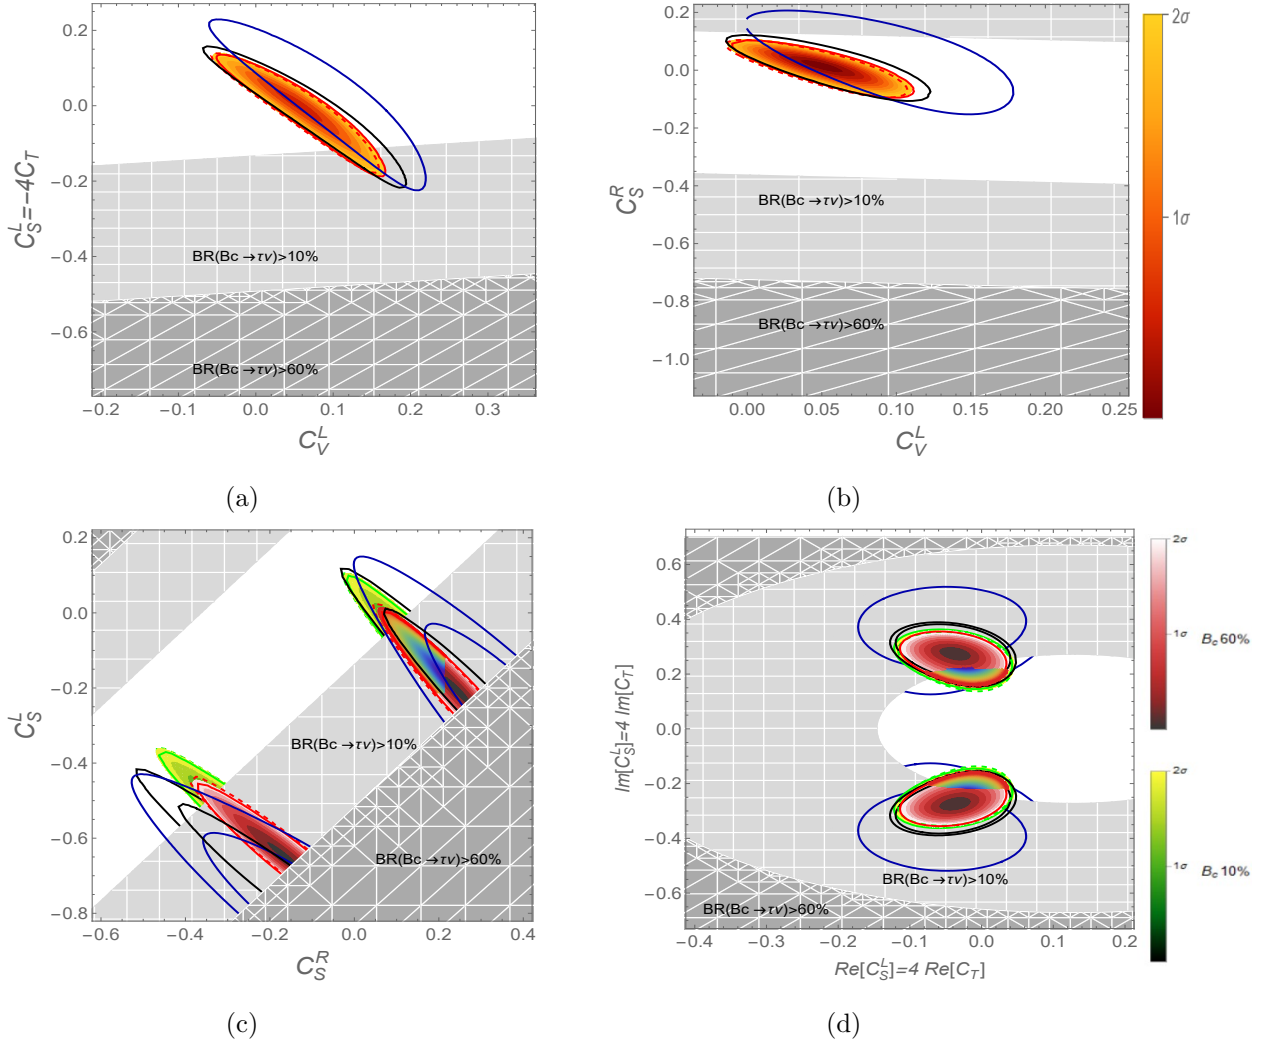 0.2
0.0
−0.2
−0.4
−0.6
C_S^L=−4C_T
BR(Bc→τν)>10%
BR(Bc→τν)>60%
−0.2 −0.1 0.0 0.1 0.2 0.3
C_V^L
(a)
0.2
0.0
−0.2
−0.4
−0.6
−0.8
−1.0
C_S^R
BR(Bc→τν)>10%
BR(Bc→τν)>60%
0.00 0.05 0.10 0.15 0.20 0.25
C_V^L
2σ
1σ
(b)
0.2
0.0
−0.2
−0.4
−0.6
−0.8
C_S^L
BR(Bc→τν)>10%
BR(Bc→τν)>60%
−0.6 −0.4 −0.2 0.0 0.2 0.4
C_S^R
(c)
0.6
0.4
0.2
0.0
−0.2
−0.4
−0.6
Im[C_S^L]=4 Im[C_T]
BR(Bc→τν)>10%
BR(Bc→τν)>60%
−0.4 −0.3 −0.2 −0.1 0.0 0.1 0.2
Re[C_S^L]=4 Re[C_T]
2σ
1σ
B_c 60%
2σ
1σ
B_c 10%
(d)